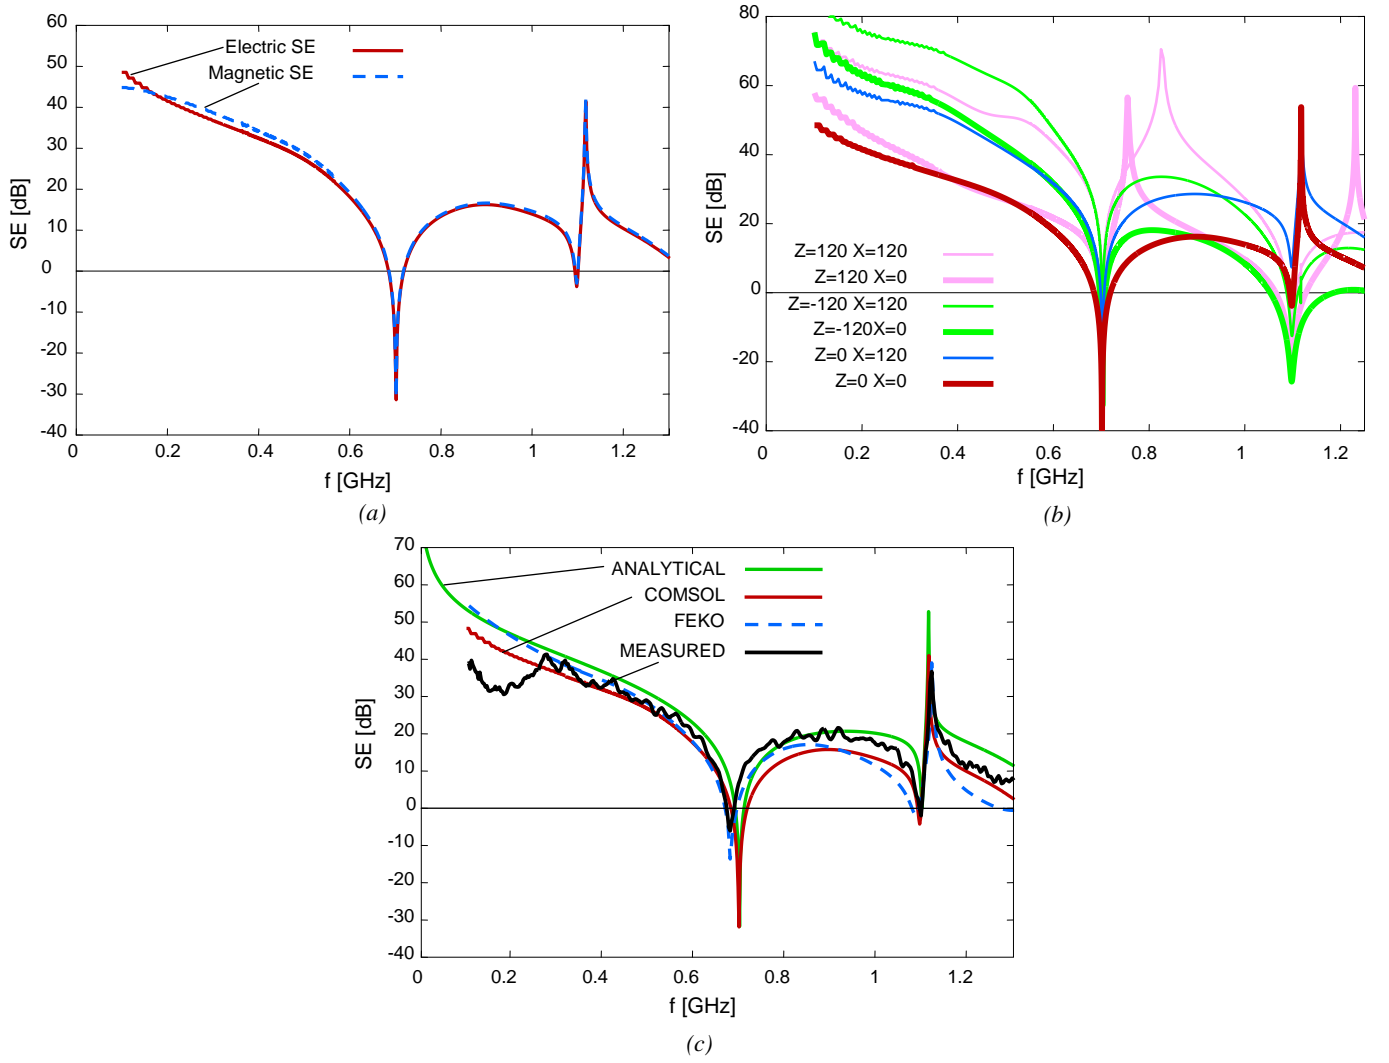 60
50
40
30
20
10
0
-10
-20
-30
-40
SE [dB]
Electric SE
Magnetic SE
0 0.2 0.4 0.6 0.8 1 1.2
f [GHz]
(a)
80
60
40
20
0
-20
-40
SE [dB]
Z=120 X=120
Z=120 X=0
Z=-120 X=120
Z=-120X=0
Z=0 X=120
Z=0 X=0
0 0.2 0.4 0.6 0.8 1 1.2
f [GHz]
(b)
70
60
50
40
30
20
10
0
-10
-20
-30
-40
SE [dB]
ANALYTICAL
COMSOL
FEKO
MEASURED
0 0.2 0.4 0.6 0.8 1 1.2
f [GHz]
(c)